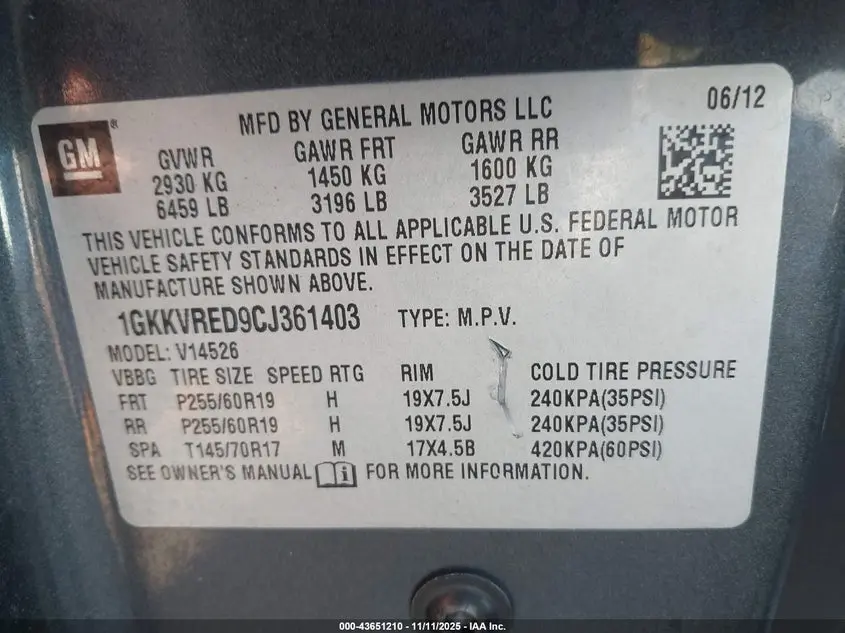 06/12
MFD BY GENERAL MOTORS LLC
GM®
GVWR GAWR FRT GAWR RR
2930 KG 1450 KG 1600 KG
6459 LB 3196 LB 3527 LB
THIS VEHICLE CONFORMS TO ALL APPLICABLE U.S. FEDERAL MOTOR
VEHICLE SAFETY STANDARDS IN EFFECT ON THE DATE OF
MANUFACTURE SHOWN ABOVE.
1GKKVRED9CJ361403 TYPE: M.P.V.
MODEL: V14526
VBBG TIRE SIZE SPEED RTG RIM COLD TIRE PRESSURE
FRT P255/60R19 H 19X7.5J 240KPA(35PSI)
RR P255/60R19 H 19X7.5J 240KPA(35PSI)
SPA T145/70R17 M 17X4.5B 420KPA(60PSI)
SEE OWNER'S MANUAL i FOR MORE INFORMATION.
000-43651210 - 11/11/2025 - IAA Inc.